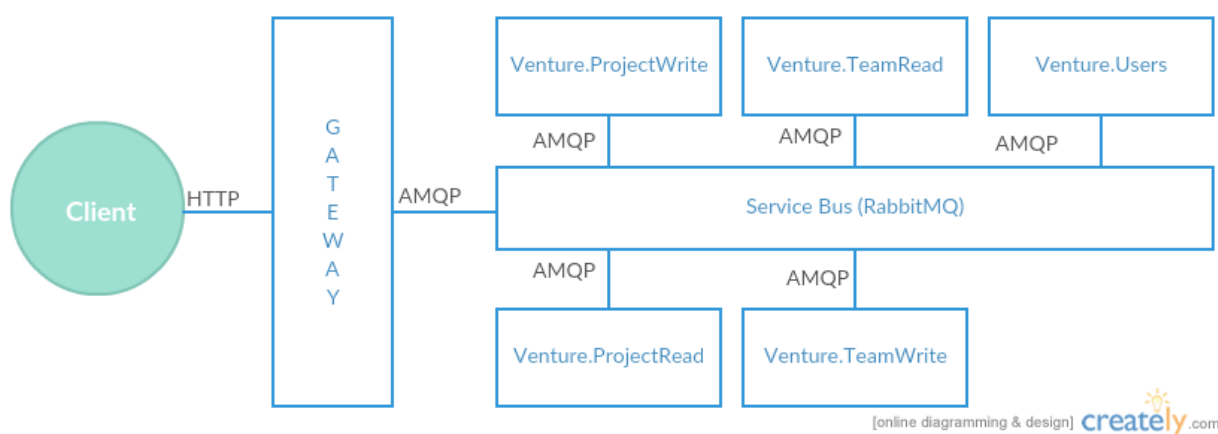 Client
HTTP
G
A
T
E
W
A
Y
AMQP
Venture.ProjectWrite
Venture.TeamRead
Venture.Users
AMQP
AMQP
AMQP
Service Bus (RabbitMQ)
AMQP
AMQP
Venture.ProjectRead
Venture.TeamWrite
[online diagramming & design] creately.com